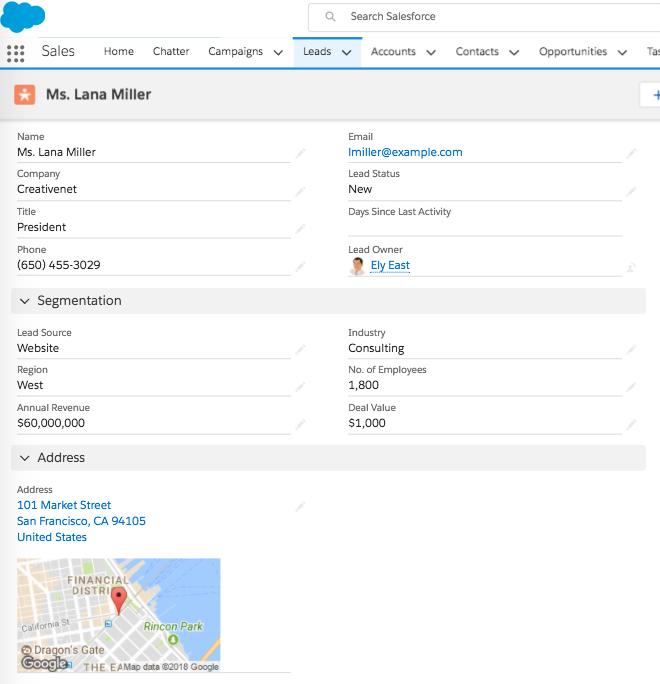 Search Salesforce
Sales Home Chatter Campaigns Leads Accounts Contacts Opportunities
Ms. Lana Miller
Name
Ms. Lana Miller
Email
lmiller@example.com
Company
Creativenet
Lead Status
New
Title
President
Days Since Last Activity
Phone
(650) 455-3029
Lead Owner
Ely East
Segmentation
Lead Source
Website
Industry
Consulting
Region
West
No. of Employees
1,800
Annual Revenue
$60,000,000
Deal Value
$1,000
Address
Address
101 Market Street
San Francisco, CA 94105
United States
FINANCIAL
DISTRI
California St
Rincon Park
Dragon's Gate
Google
THE EA
Map data ©2018 Google